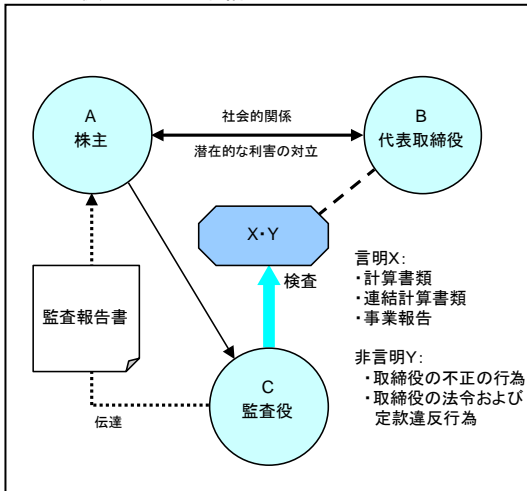 A
株主
社会的関係
潜在的な利害の対立
B
代表取締役
X・Y
検査
言明X:
・計算書類
・連結計算書類
・事業報告
監査報告書
非言明Y:
・取締役の不正の行為
・取締役の法令および
定款違反行為
C
監査役
伝達